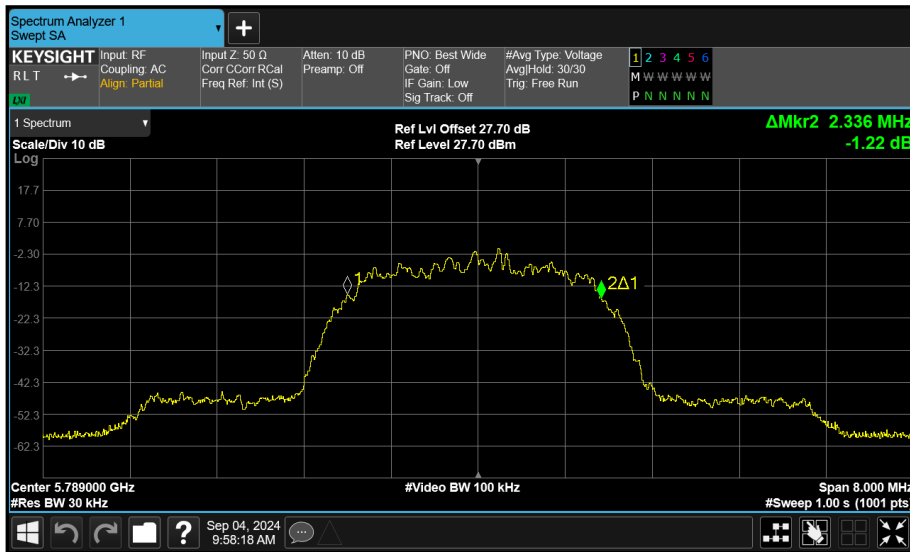 Spectrum Analyzer 1
Swept SA
KEYSIGHT
RLT
LXI
Input: RF
Coupling: AC
Align: Partial
Input Z: 50 Ω
Corr CCorr RCal
Freq Ref: Int (S)
Atten: 10 dB
Preamp: Off
PNO: Best Wide
Gate: Off
IF Gain: Low
Sig Track: Off
#Avg Type: Voltage
Avg|Hold: 30/30
Trig: Free Run
1 2 3 4 5 6
M W W W W W
P N N N N N
1 Spectrum
Scale/Div 10 dB
Ref Lvl Offset 27.70 dB
Ref Level 27.70 dBm
ΔMkr2 2.336 MHz
-1.22 dB
Log
17.7
7.70
-2.30
-12.3
-22.3
-32.3
-42.3
-52.3
-62.3
1
2Δ1
Center 5.789000 GHz
#Video BW 100 kHz
Span 8.000 MHz
#Res BW 30 kHz
#Sweep 1.00 s (1001 pts
?
Sep 04, 2024
9:58:18 AM